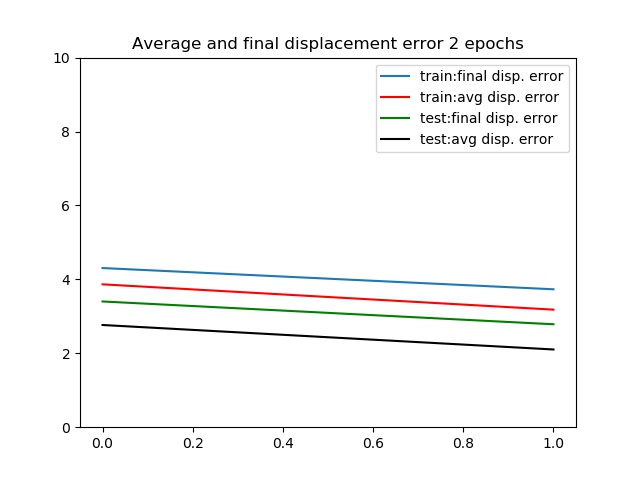 Average and final displacement error 2 epochs
train:final disp. error
train:avg disp. error
test:final disp. error
test:avg disp. error
10
8
6
4
2
0
0.0 0.2 0.4 0.6 0.8 1.0